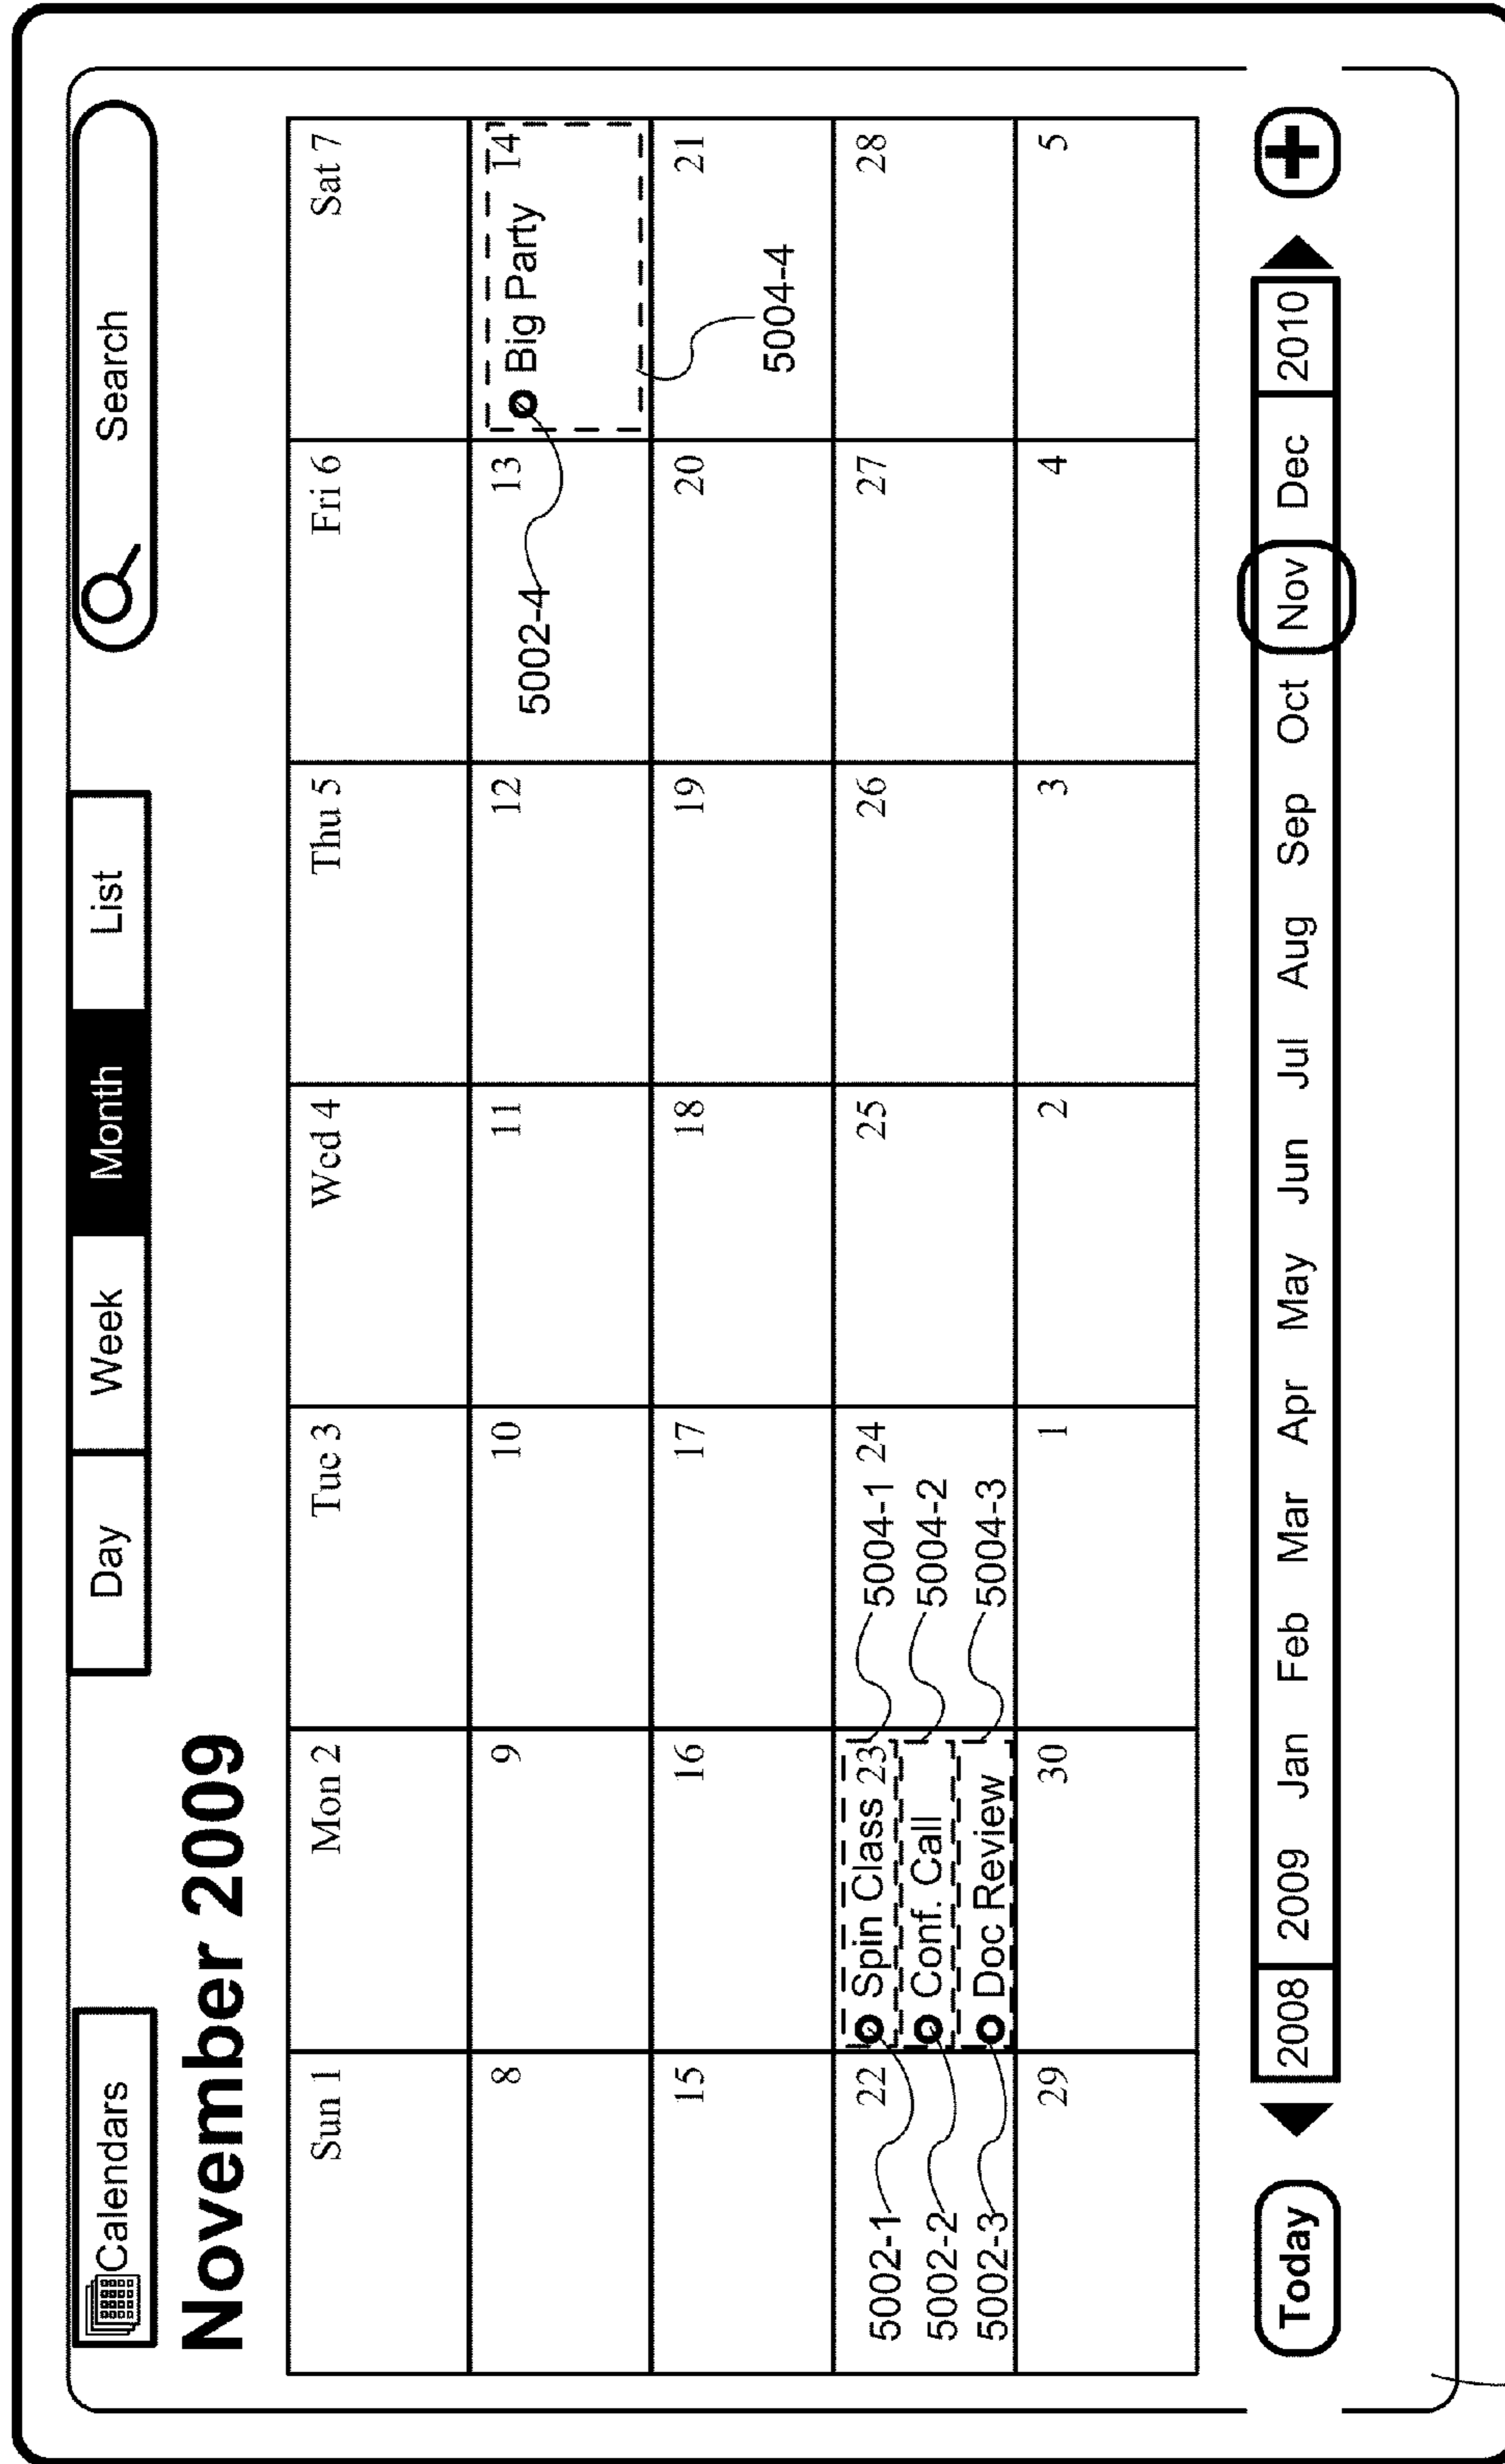 Calendars Day Week Month List Search
November 2009
Sun 1 Mon 2 Tue 3 Wed 4 Thu 5 Fri 6 Sat 7
8 9 10 11 12 13 14
Big Party
5002-4
5004-4
15 16 17 18 19 20 21
22 23 24 25 26 27 28
5002-1 Spin Class 5004-1
5002-2 Conf. Call 5004-2
5002-3 Doc Review 5004-3
29 30 1 2 3 4 5
Today 2008 2009 Jan Feb Mar Apr May Jun Jul Aug Sep Oct Nov Dec 2010 +